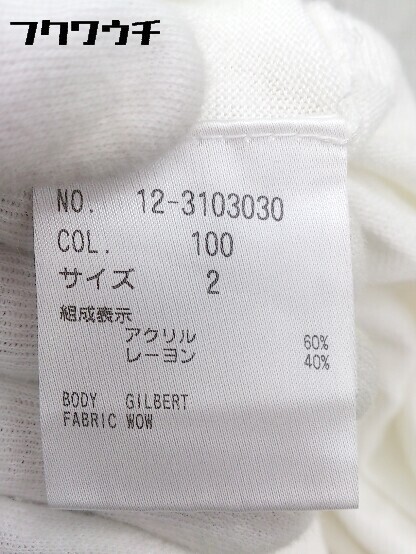 フクワウチ
NO. 12-3103030
COL. 100
サイズ 2
組成表示
アクリル 60%
レーヨン 40%
BODY GILBERT
FABRIC WOW